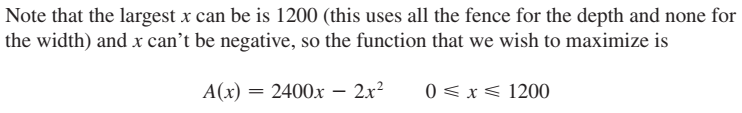 Note that the largest x can be is 1200 (this uses all the fence for the depth and none for
the width) and x can't be negative, so the function that we wish to maximize is
A(x) = 2400x − 2x²    0 ≤ x ≤ 1200